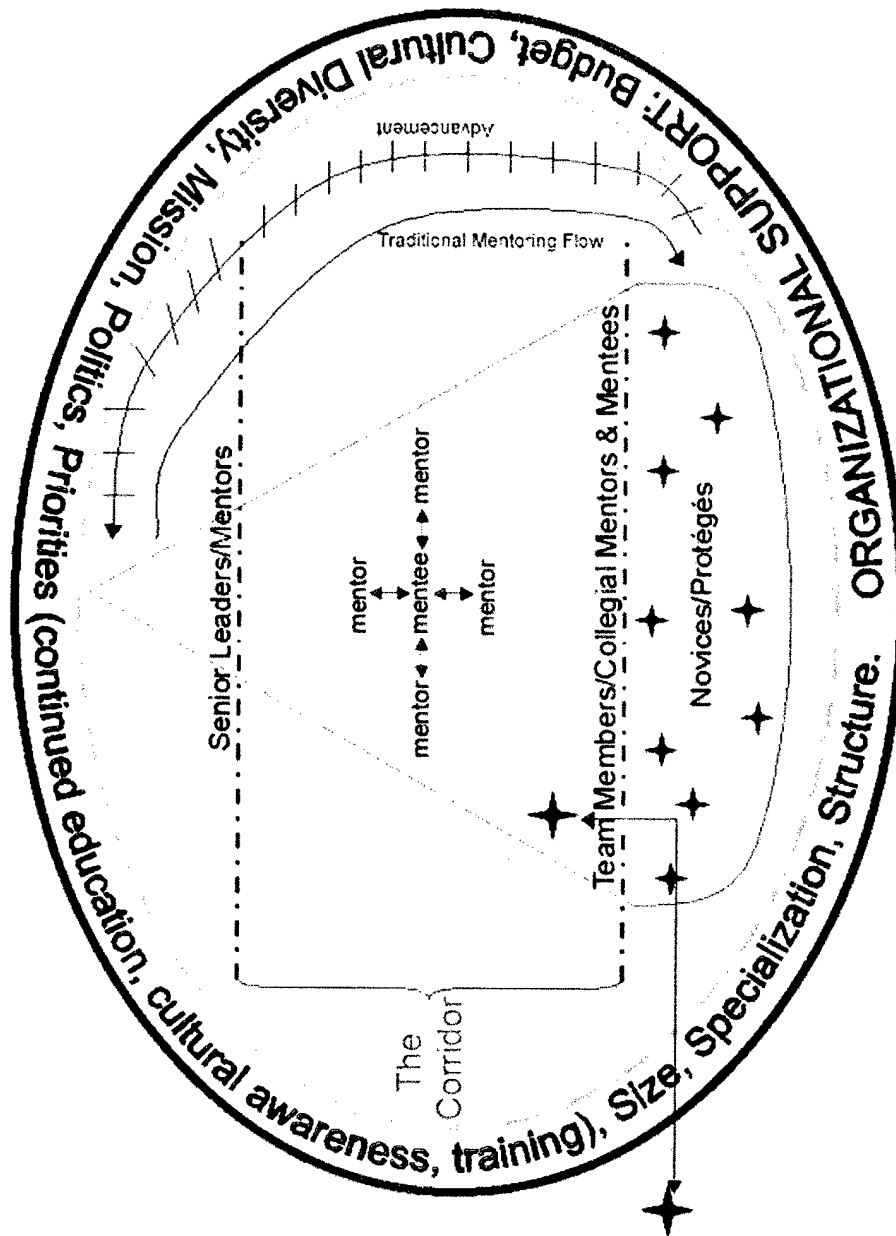 ORGANIZATIONAL SUPPORT: Budget, Cultural Diversity, Mission, Politics, Priorities (continued education, cultural awareness, training), Size, Specialization, Structure.
Advancement
Traditional Mentoring Flow
Senior Leaders/Mentors
mentor
mentor mentee mentor
mentor
The
Corridor
Team Members/Collegial Mentors & Mentees
Novices/Protégés